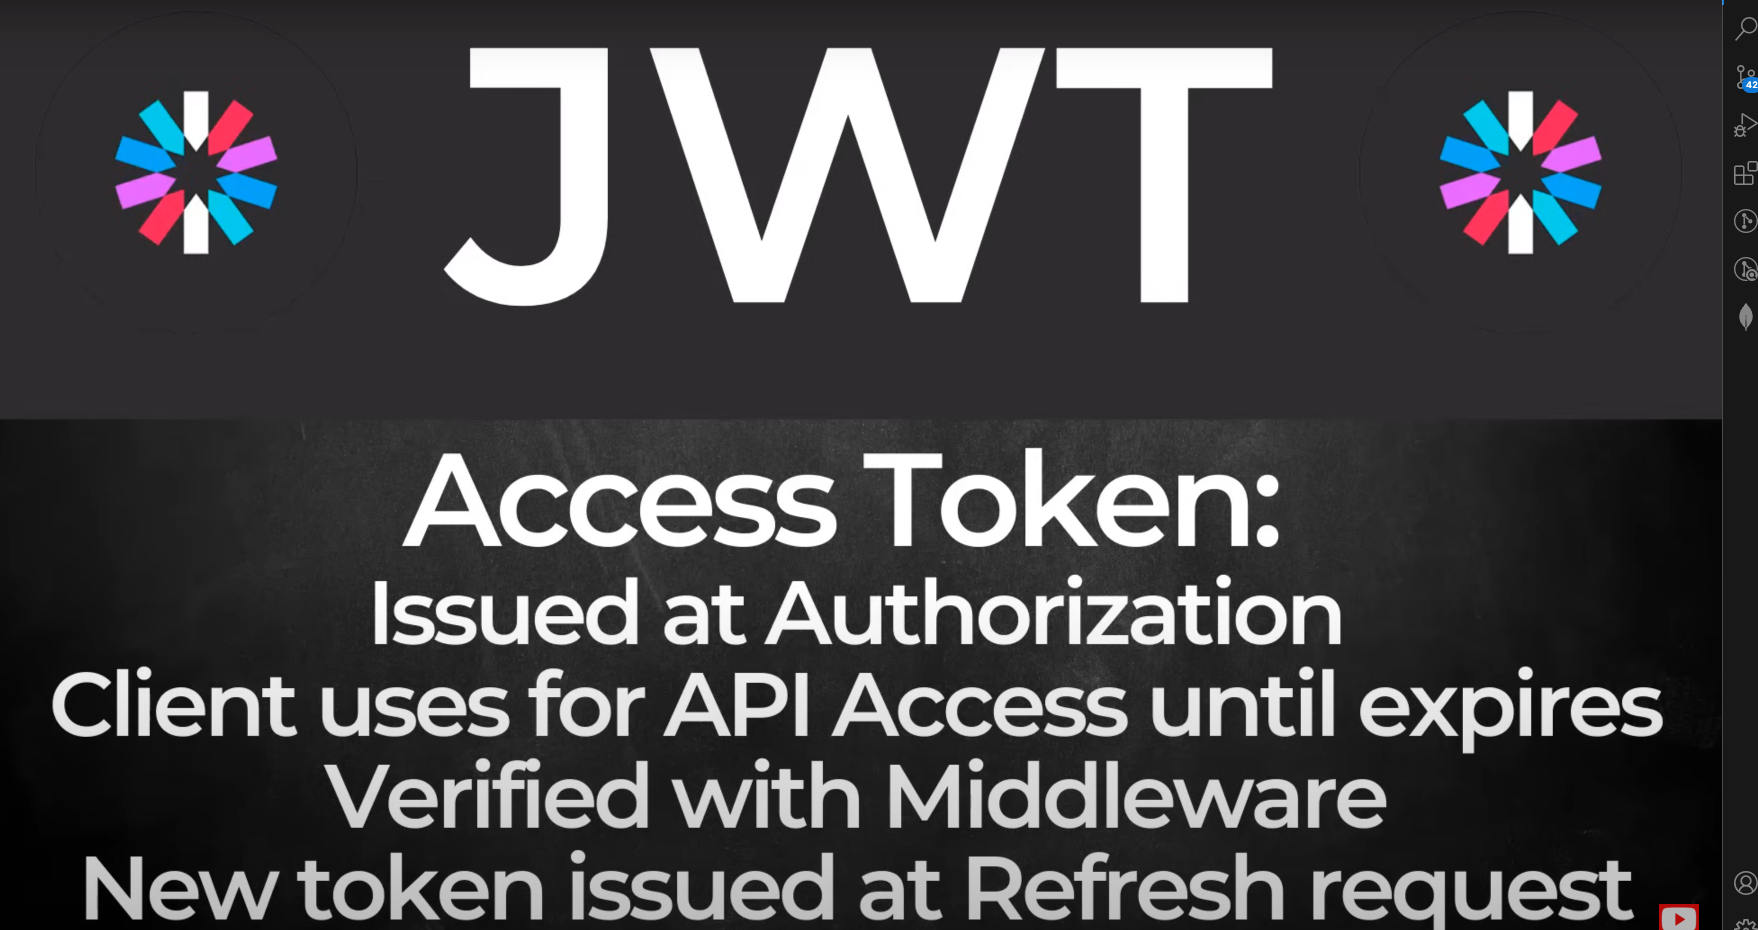 JWT
42
Access Token:
Issued at Authorization
Client uses for API Access until expires
Verified with Middleware
New token issued at Refresh request